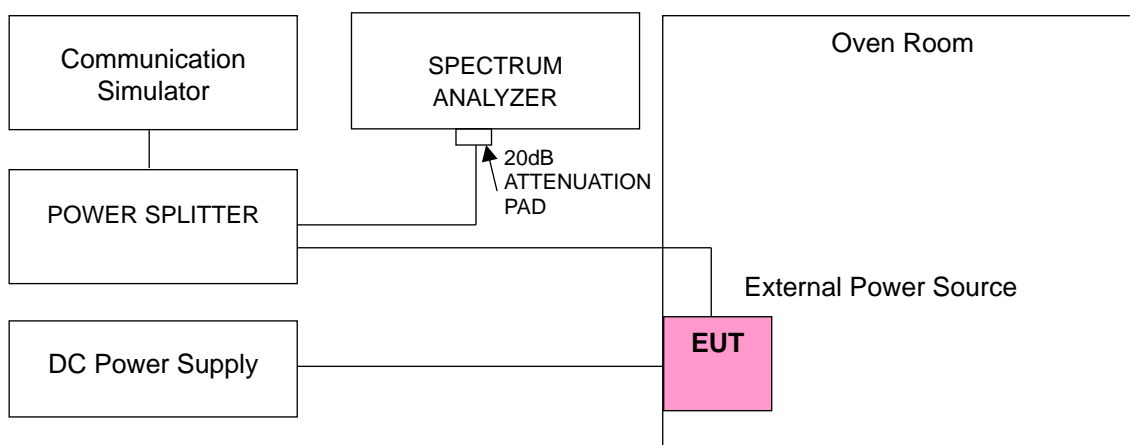 Communication
Simulator
SPECTRUM
ANALYZER
Oven Room
20dB
ATTENUATION
PAD
POWER SPLITTER
External Power Source
EUT
DC Power Supply